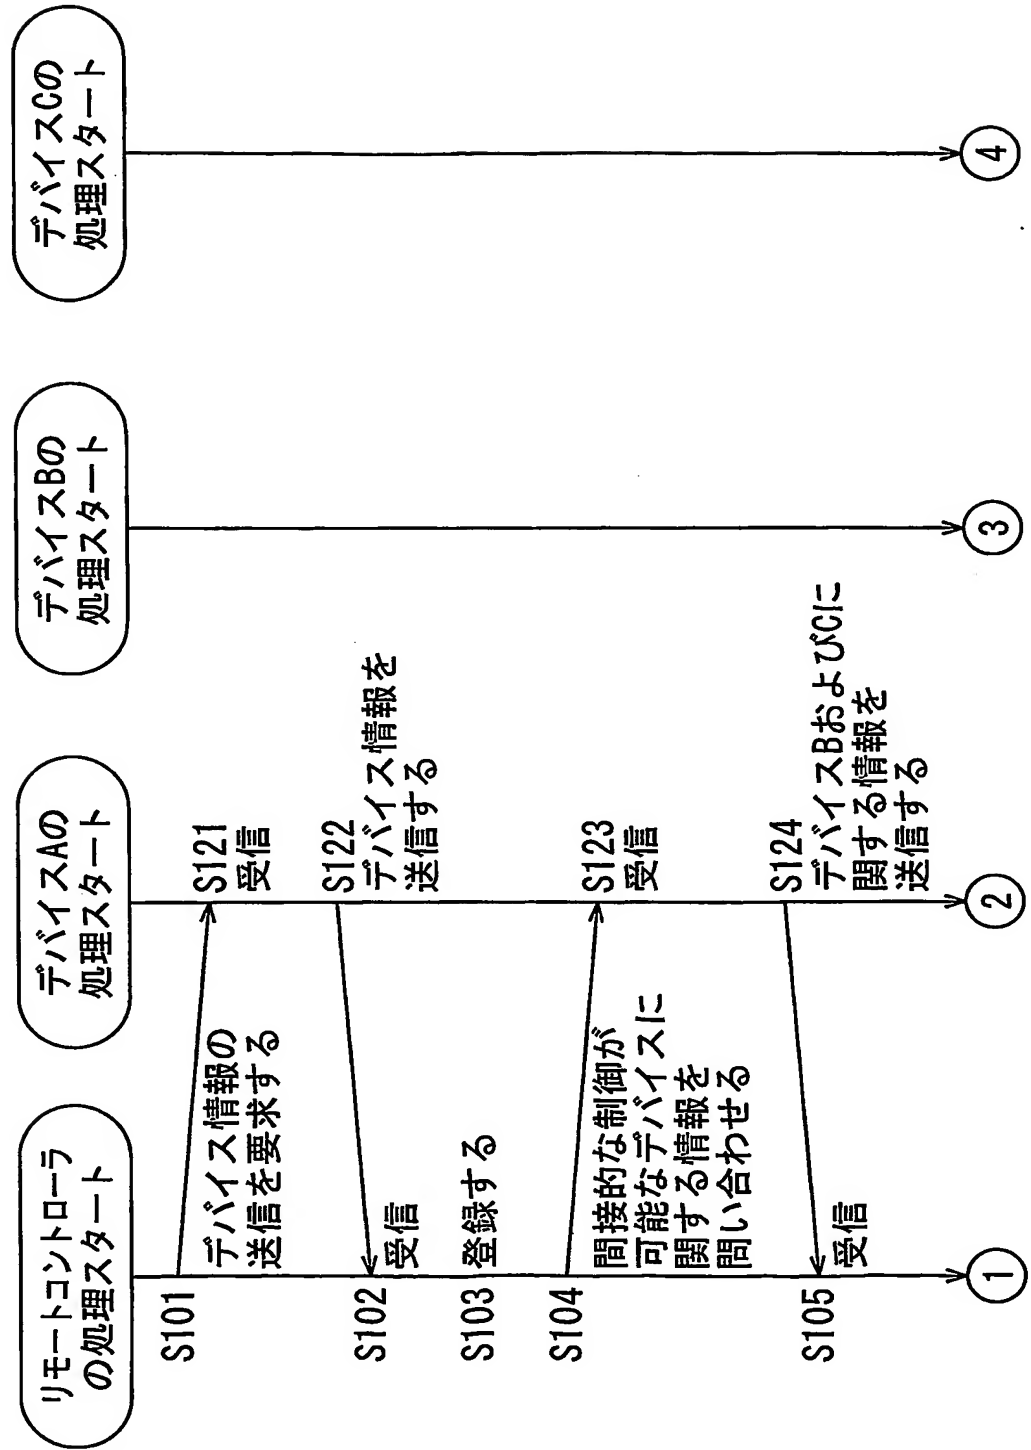 リモートコントローラ
の処理スタート
デバイスAの
処理スタート
デバイスBの
処理スタート
デバイスCの
処理スタート
S101
デバイス情報の
送信を要求する
S121
受信
S122
デバイス情報を
送信する
S102
受信
S103
登録する
S104
間接的な制御が
可能なデバイスに
関する情報を
問い合わせる
S123
受信
S124
デバイスBおよびCに
関する情報を
送信する
S105
受信
1
2
3
4